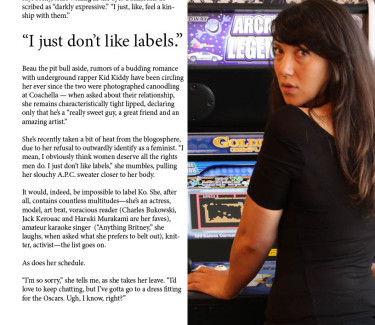 scribed as "darkly expressive." "I just, like, feel a kin-
ship with them."
“I just don’t like labels.”
Beau the pit bull aside, rumors of a budding romance
with underground rapper Kid Kiddy have been circling
her ever since the two were photographed canoodling
at Coachella — when asked about their relationship,
she remains characteristically tight lipped, declaring
only that he's a "really sweet guy, a great friend and an
amazing artist."
She's recently taken a bit of heat from the blogosphere,
due to her refusal to outwardly identify as a feminist. "I
mean, I obviously think women deserve all the rights
men do. I just don't like labels," she mumbles, pulling
her slouchy A.P.C. sweater closer to her body.
It would, indeed, be impossible to label Ko. She, after
all, contains countless multitudes—she's an actress,
model, art brat, voracious reader (Charles Bukowski,
Jack Kerouac and Haruki Murakami are her faves),
amateur karaoke singer ("Anything Britney," she
laughs, when asked what she prefers to belt out), knit-
ter, activist—the list goes on.
As does her schedule.
"I'm so sorry," she tells me, as she takes her leave. "I'd
love to keep chatting, but I've gotta go to a dress fitting
for the Oscars. Ugh, I know, right?"
ARCADE
LEGENDS